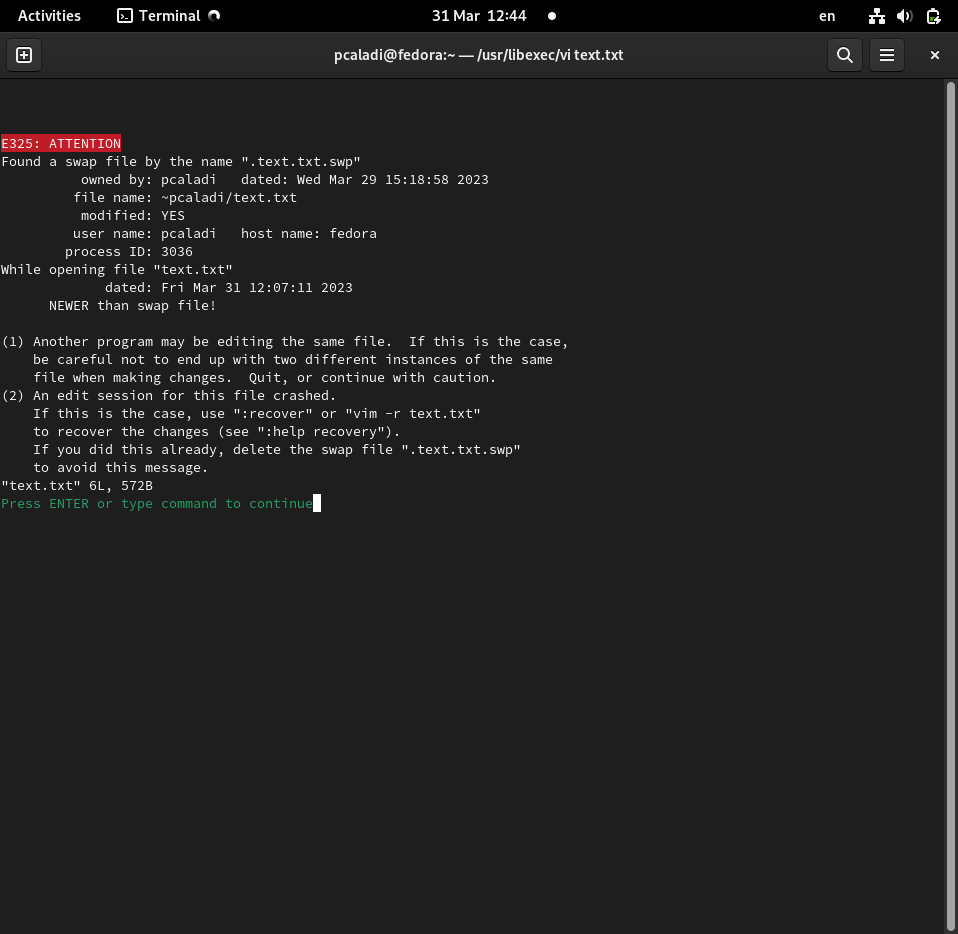 Activities Terminal 31 Mar 12:44 en
pcaladi@fedora:~ — /usr/libexec/vi text.txt
E325: ATTENTION
Found a swap file by the name ".text.txt.swp"
          owned by: pcaladi   dated: Wed Mar 29 15:18:58 2023
         file name: ~pcaladi/text.txt
          modified: YES
         user name: pcaladi   host name: fedora
        process ID: 3036
While opening file "text.txt"
             dated: Fri Mar 31 12:07:11 2023
      NEWER than swap file!

(1) Another program may be editing the same file.  If this is the case,
    be careful not to end up with two different instances of the same
    file when making changes.  Quit, or continue with caution.
(2) An edit session for this file crashed.
    If this is the case, use ":recover" or "vim -r text.txt"
    to recover the changes (see ":help recovery").
    If you did this already, delete the swap file ".text.txt.swp"
    to avoid this message.
"text.txt" 6L, 572B
Press ENTER or type command to continue